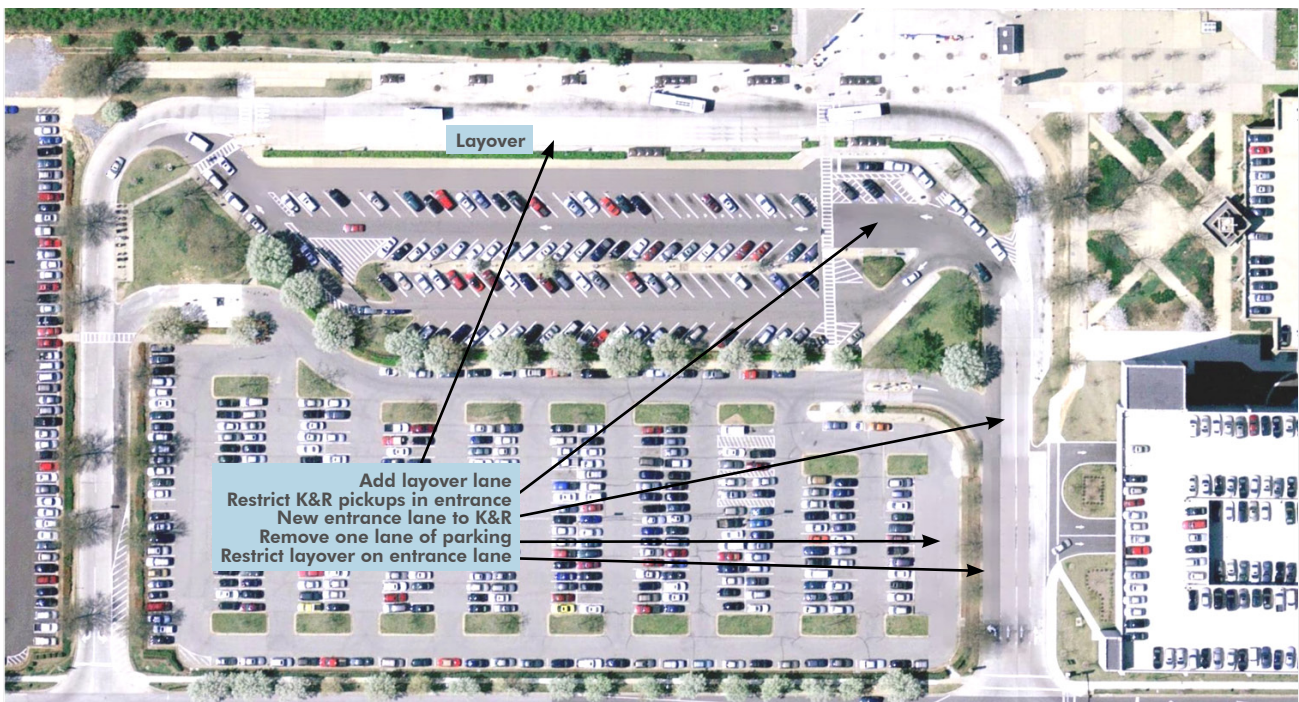 Layover
Add layover lane
Restrict K&R pickups in entrance
New entrance lane to K&R
Remove one lane of parking
Restrict layover on entrance lane